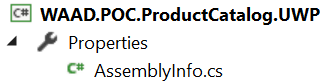 C# WAAD.POC.ProductCatalog.UWP
Properties
C# AssemblyInfo.cs